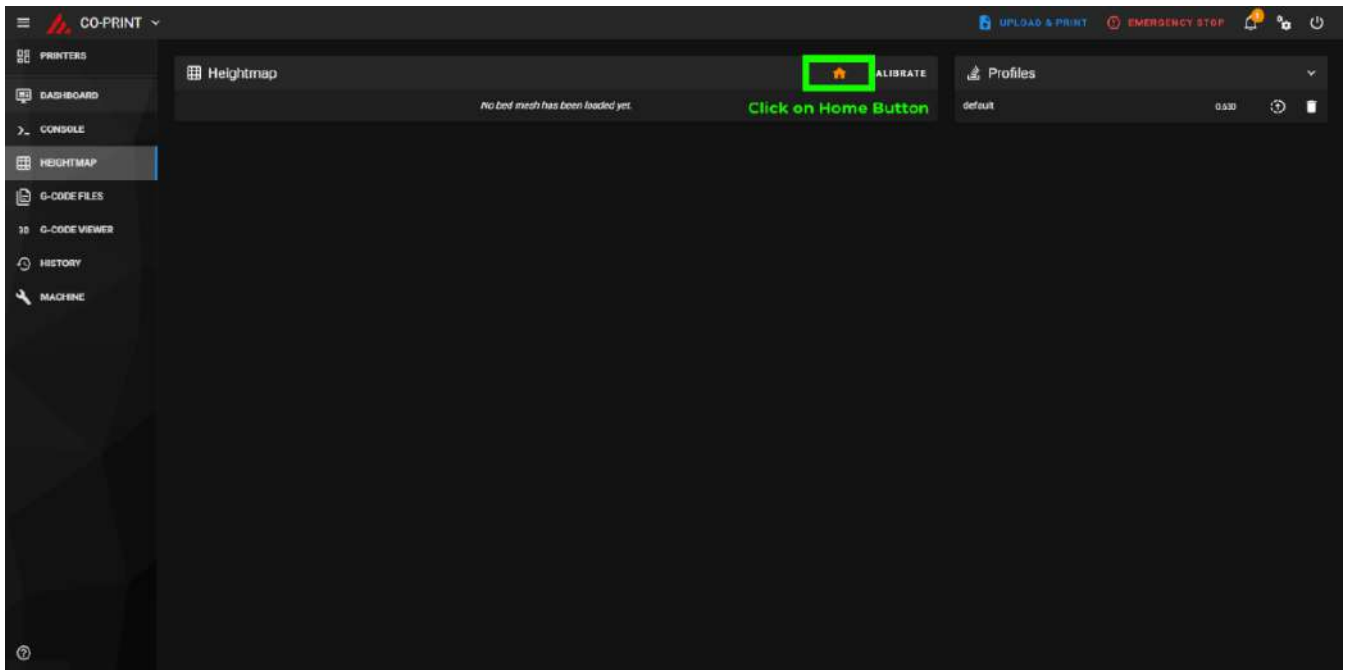 CO-PRINT
UPLOAD & PRINT
EMERGENCY STOP
PRINTERS
DASHBOARD
CONSOLE
HEIGHTMAP
G-CODE FILES
3D G-CODE VIEWER
HISTORY
MACHINE
Heightmap
ALIBRATE
No bed mesh has been loaded yet.
Click on Home Button
Profiles
default
0.530